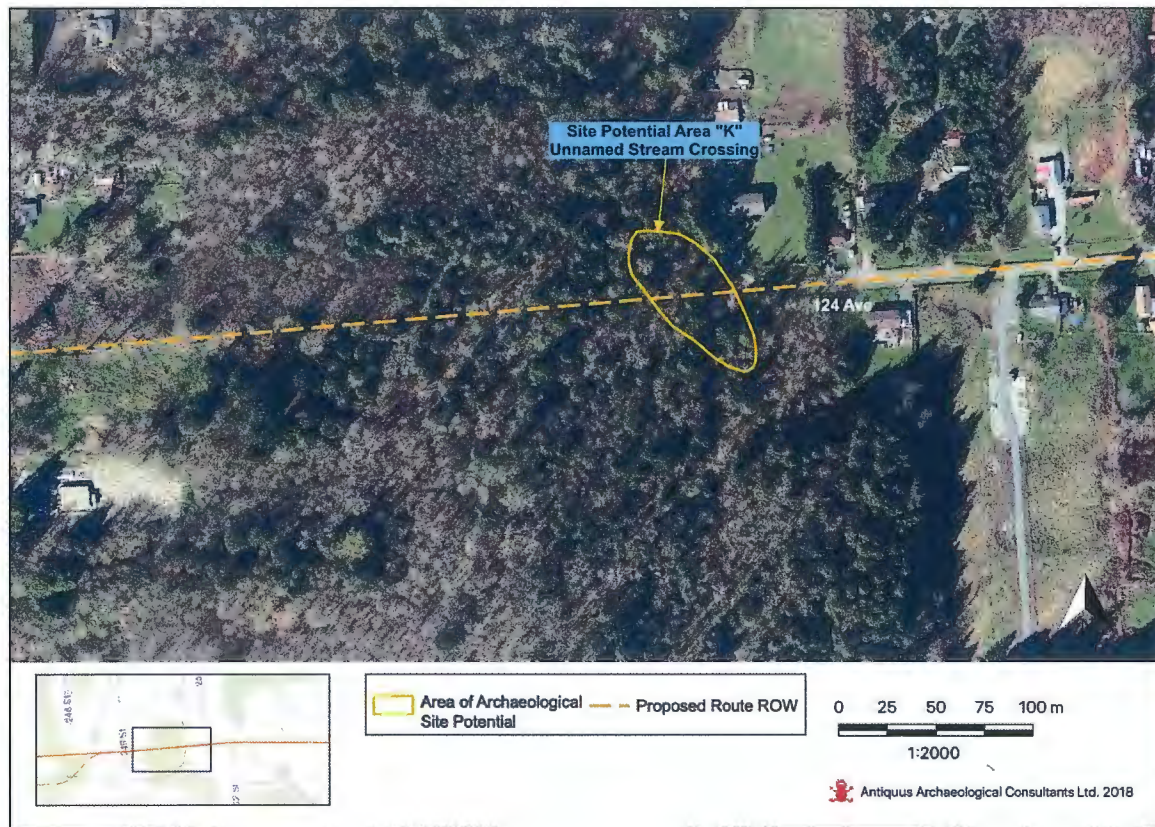 Site Potential Area "K"
Unnamed Stream Crossing
124 Ave
Area of Archaeological
Site Potential
Proposed Route ROW
0 25 50 75 100 m
1:2000
Antiquus Archaeological Consultants Ltd. 2018